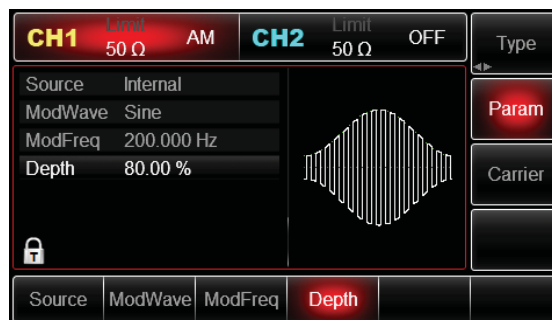 CH1 Limit 50 Ω AM CH2 Limit 50 Ω OFF
Type
Source Internal
ModWave Sine
ModFreq 200.000 Hz
Depth 80.00 %
Param
Carrier
T
Source ModWave ModFreq Depth